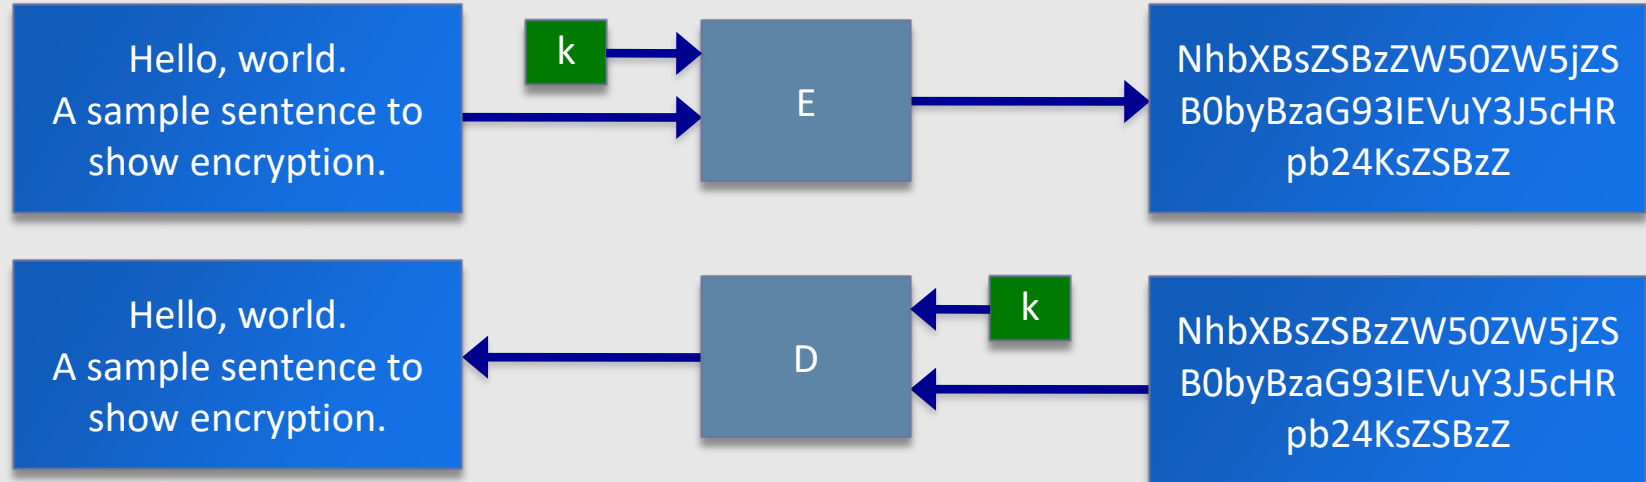 Hello, world.
A sample sentence to
show encryption.
k
E
NhbXBsZSBzZW50ZW5jZS
B0byBzaG93IEVuY3J5cHR
pb24KsZSBzZ
Hello, world.
A sample sentence to
show encryption.
D
k
NhbXBsZSBzZW50ZW5jZS
B0byBzaG93IEVuY3J5cHR
pb24KsZSBzZ